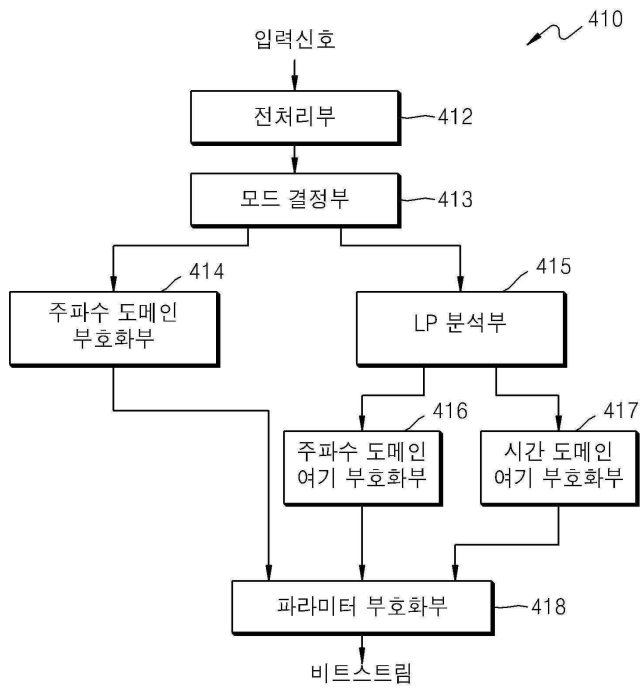 410
입력신호
전처리부
412
모드 결정부
413
414
주파수 도메인
부호화부
415
LP 분석부
416
주파수 도메인
여기 부호화부
417
시간 도메인
여기 부호화부
파라미터 부호화부
418
비트스트림